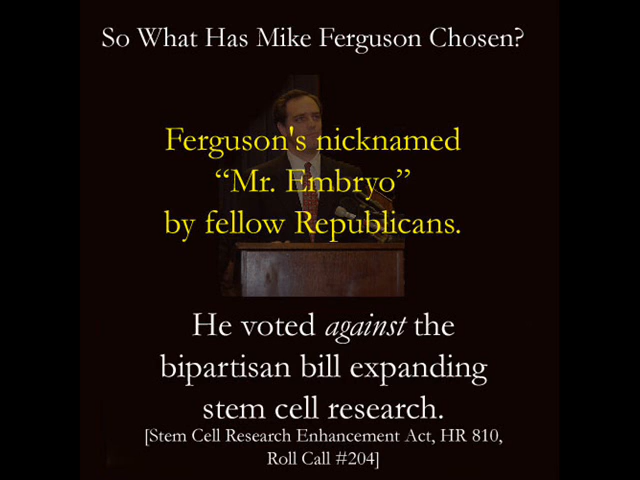 So What Has Mike Ferguson Chosen?
Ferguson's nicknamed
“Mr. Embryo”
by fellow Republicans.
He voted against the
bipartisan bill expanding
stem cell research.
[Stem Cell Research Enhancement Act, HR 810,
Roll Call #204]